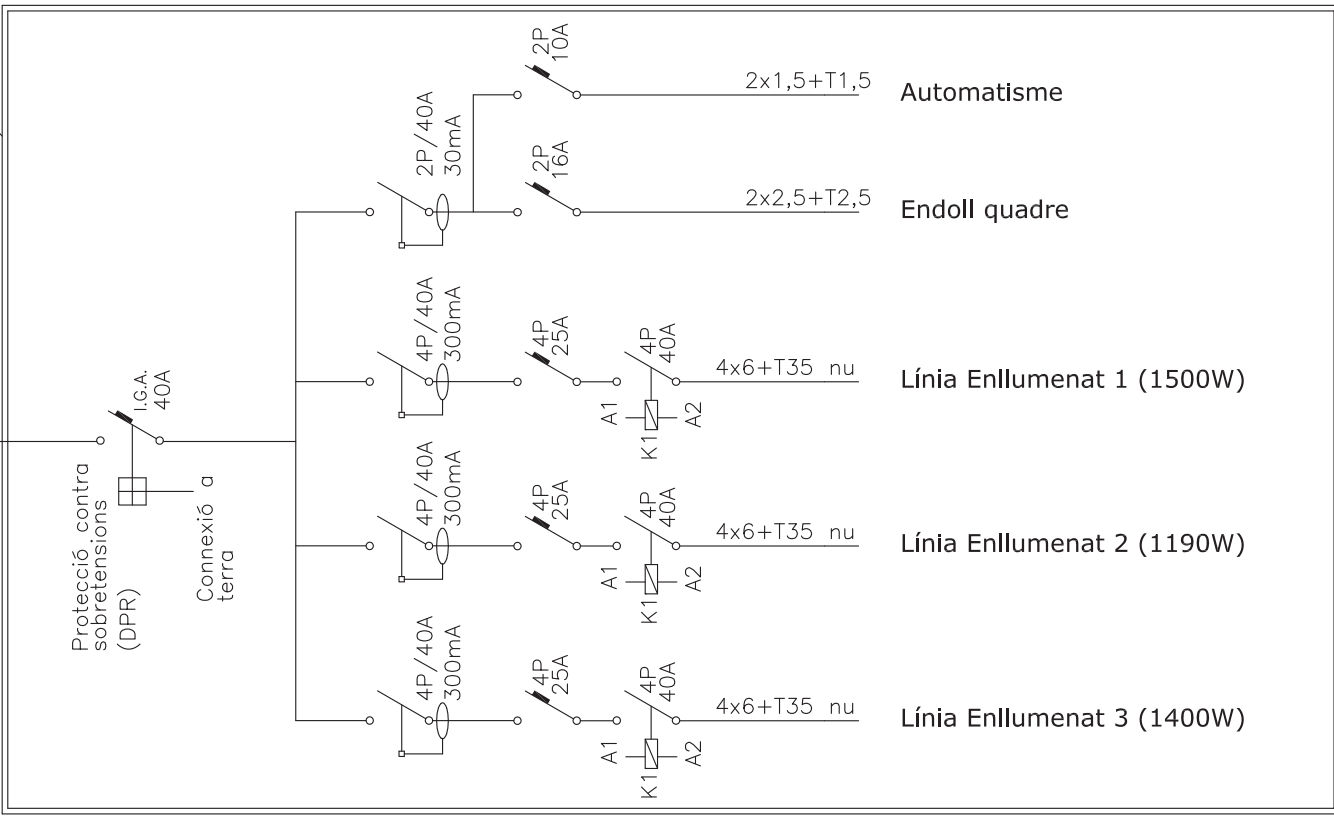 2P
10A
2x1,5+T1,5
Automatisme
2P/40A
30mA
2P
16A
2x2,5+T2,5
Endoll quadre
4P/40A
300mA
4P
25A
4P
40A
A1
A2
K1
4x6+T35 nu
Línia Enllumenat 1 (1500W)
I.G.A.
40A
Protecció contra
sobretensions
(DPR)
Connexió a
terra
4P/40A
300mA
4P
25A
4P
40A
A1
A2
K1
4x6+T35 nu
Línia Enllumenat 2 (1190W)
4P/40A
300mA
4P
25A
4P
40A
A1
A2
K1
4x6+T35 nu
Línia Enllumenat 3 (1400W)